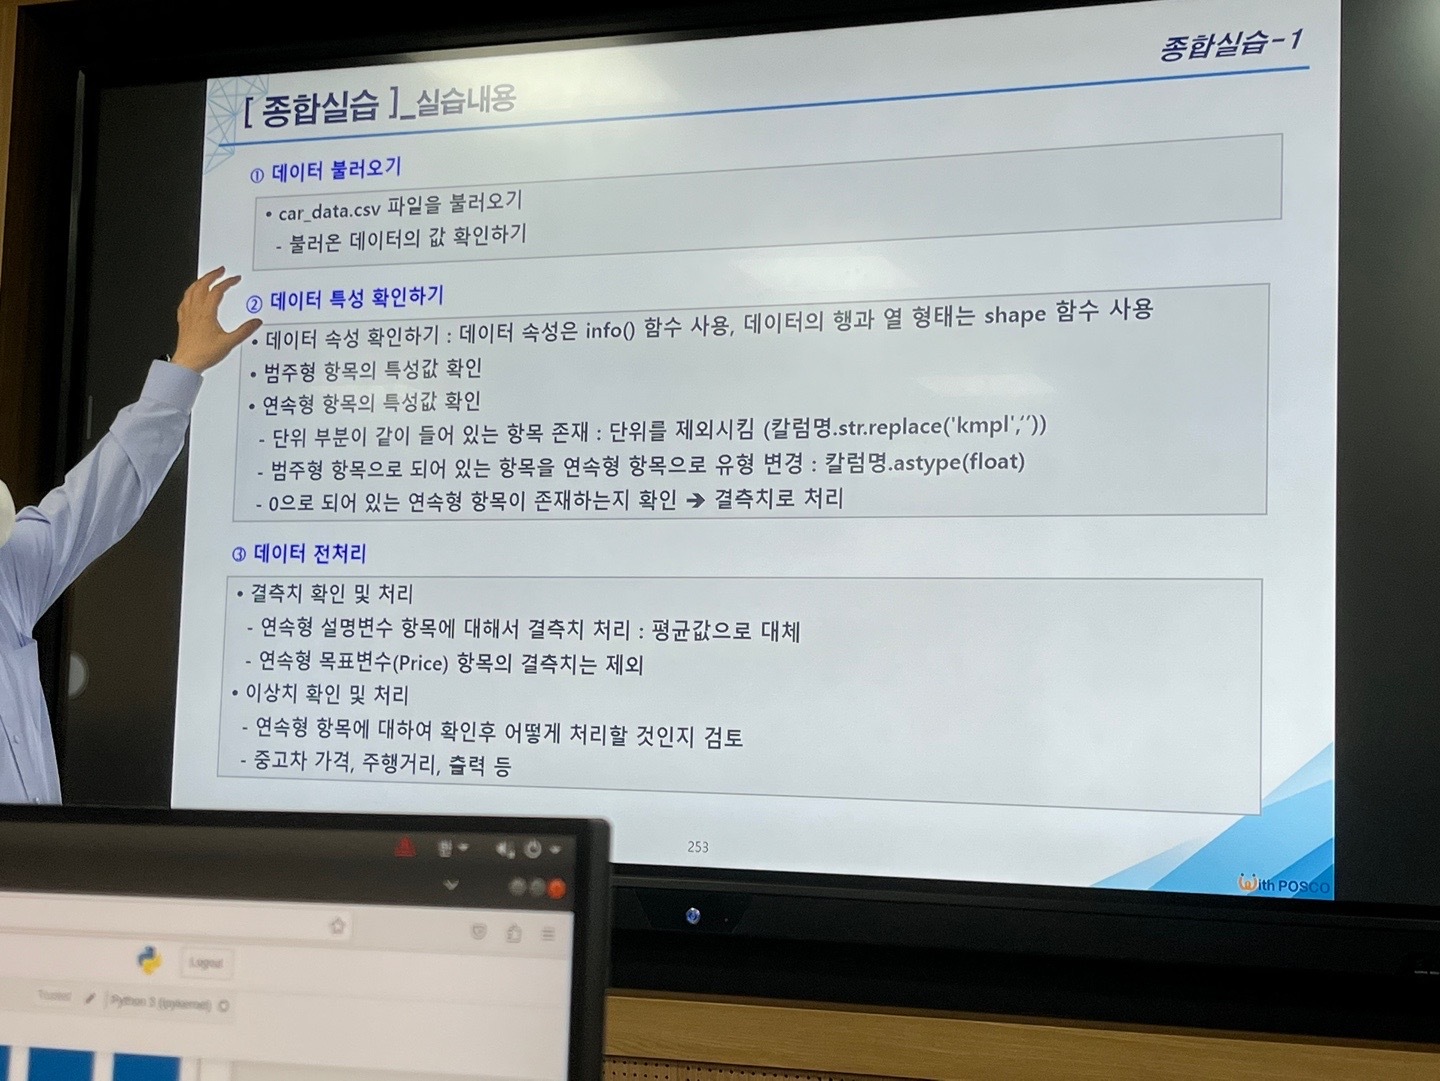 종합실습-1
[ 종합실습 ]_실습내용
① 데이터 불러오기
• car_data.csv 파일을 불러오기
- 불러온 데이터의 값 확인하기
② 데이터 특성 확인하기
• 데이터 속성 확인하기 : 데이터 속성은 info() 함수 사용, 데이터의 행과 열 형태는 shape 함수 사용
• 범주형 항목의 특성값 확인
• 연속형 항목의 특성값 확인
- 단위 부분이 같이 들어 있는 항목 존재 : 단위를 제외시킴 (칼럼명.str.replace('kmpl',‘’))
- 범주형 항목으로 되어 있는 항목을 연속형 항목으로 유형 변경 : 칼럼명.astype(float)
- 0으로 되어 있는 연속형 항목이 존재하는지 확인 ➔ 결측치로 처리
③ 데이터 전처리
• 결측치 확인 및 처리
- 연속형 설명변수 항목에 대해서 결측치 처리 : 평균값으로 대체
- 연속형 목표변수(Price) 항목의 결측치는 제외
• 이상치 확인 및 처리
- 연속형 항목에 대하여 확인후 어떻게 처리할 것인지 검토
- 중고차 가격, 주행거리, 출력 등
253
With POSCO
Logout
Trusted
Python 3 (ipykernel)